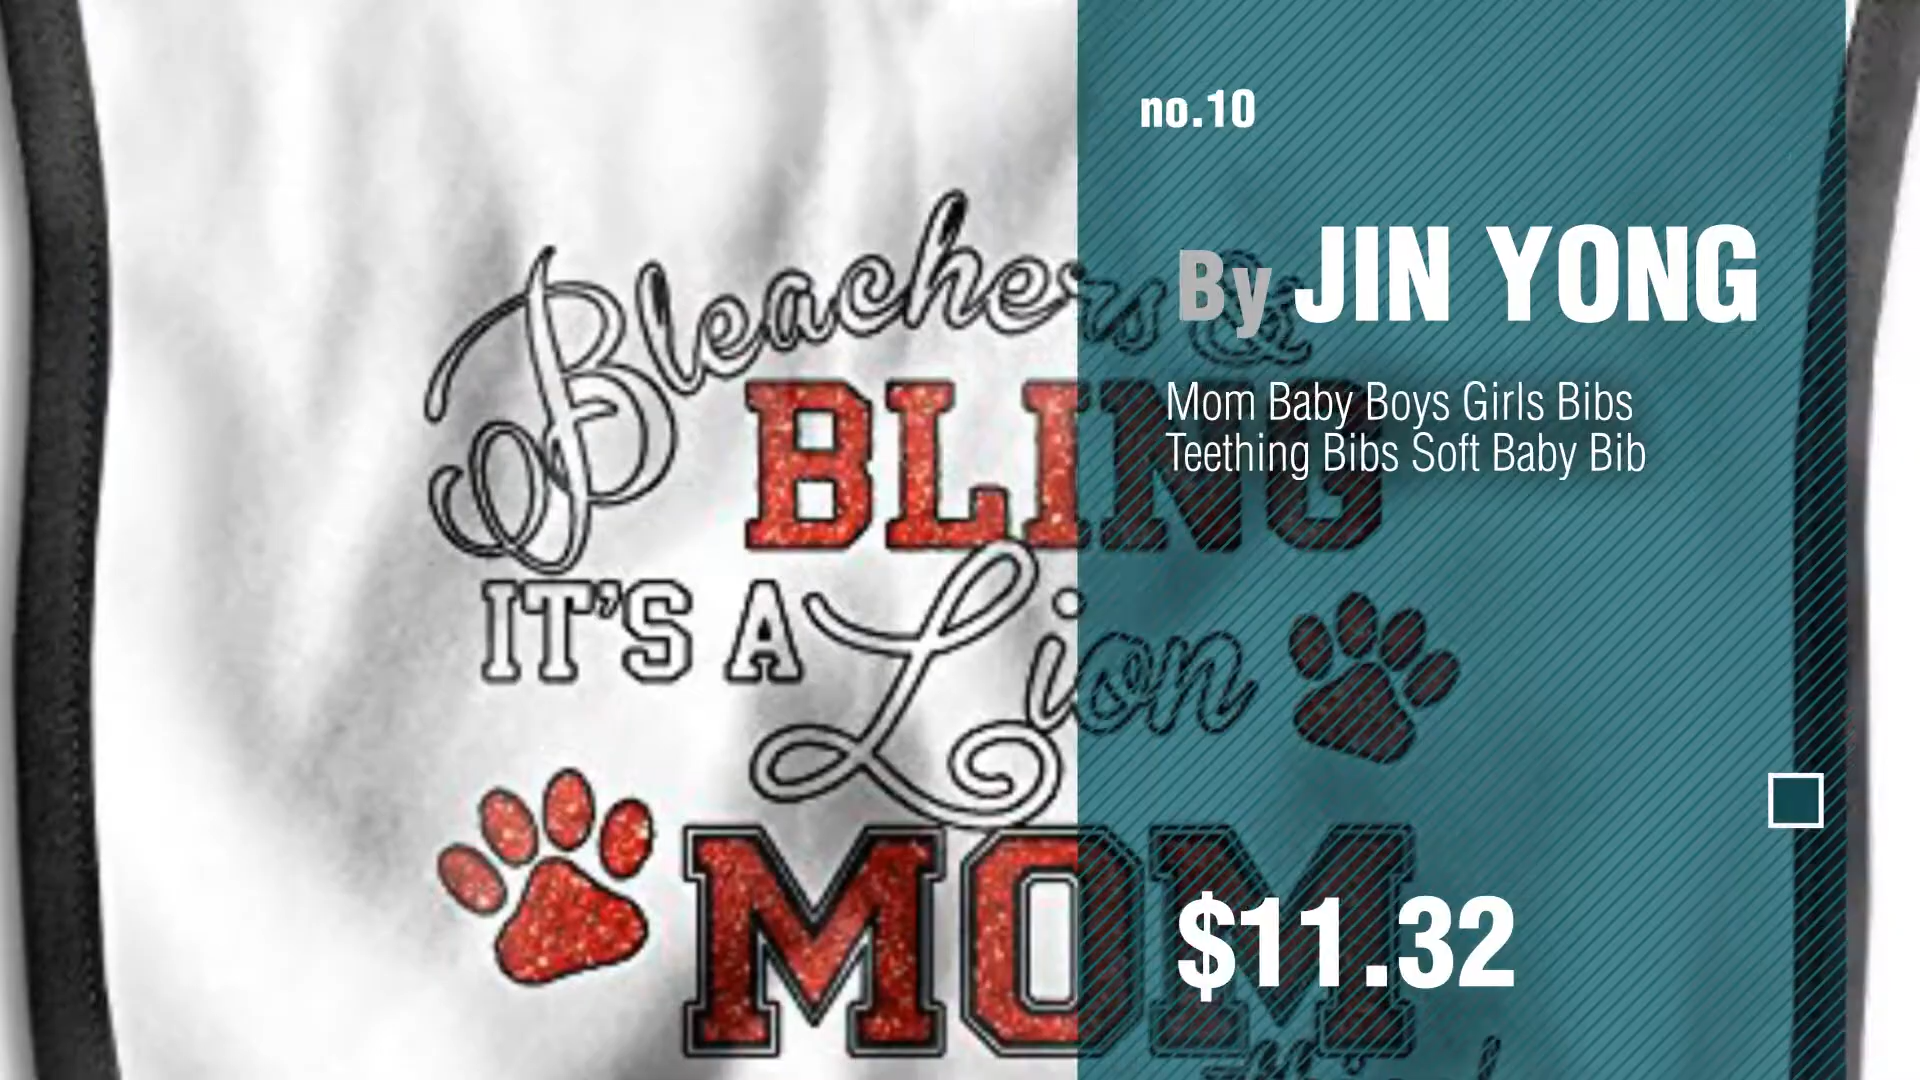 no.10
By JIN YONG
Mom Baby Boys Girls Bibs
Teething Bibs Soft Baby Bib
$11.32
Bleachers &
BLING
IT'S A Lion
MOM